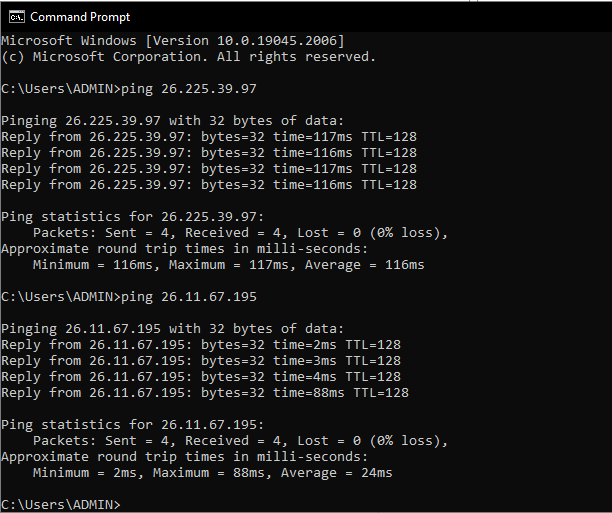 Command Prompt
Microsoft Windows [Version 10.0.19045.2006]
(c) Microsoft Corporation. All rights reserved.
C:\Users\ADMIN>ping 26.225.39.97
Pinging 26.225.39.97 with 32 bytes of data:
Reply from 26.225.39.97: bytes=32 time=117ms TTL=128
Reply from 26.225.39.97: bytes=32 time=116ms TTL=128
Reply from 26.225.39.97: bytes=32 time=117ms TTL=128
Reply from 26.225.39.97: bytes=32 time=116ms TTL=128
Ping statistics for 26.225.39.97:
    Packets: Sent = 4, Received = 4, Lost = 0 (0% loss),
Approximate round trip times in milli-seconds:
    Minimum = 116ms, Maximum = 117ms, Average = 116ms
C:\Users\ADMIN>ping 26.11.67.195
Pinging 26.11.67.195 with 32 bytes of data:
Reply from 26.11.67.195: bytes=32 time=2ms TTL=128
Reply from 26.11.67.195: bytes=32 time=3ms TTL=128
Reply from 26.11.67.195: bytes=32 time=4ms TTL=128
Reply from 26.11.67.195: bytes=32 time=88ms TTL=128
Ping statistics for 26.11.67.195:
    Packets: Sent = 4, Received = 4, Lost = 0 (0% loss),
Approximate round trip times in milli-seconds:
    Minimum = 2ms, Maximum = 88ms, Average = 24ms
C:\Users\ADMIN>